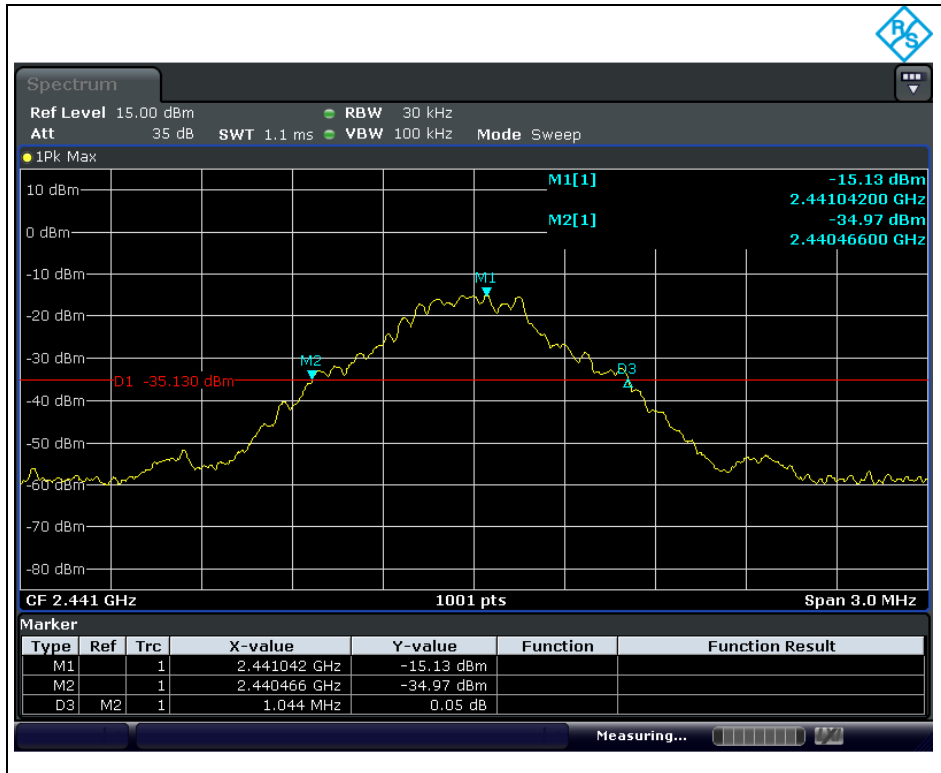 R&S
Spectrum
Ref Level 15.00 dBm RBW 30 kHz
Att 35 dB SWT 1.1 ms VBW 100 kHz Mode Sweep
1Pk Max
M1[1] -15.13 dBm
2.44104200 GHz
M2[1] -34.97 dBm
2.44046600 GHz
10 dBm
0 dBm
-10 dBm
M1
-20 dBm
-30 dBm
M2
D3
D1 -35.130 dBm
-40 dBm
-50 dBm
-60 dBm
-70 dBm
-80 dBm
CF 2.441 GHz 1001 pts Span 3.0 MHz
Marker
Type Ref Trc X-value Y-value Function Function Result
M1 1 2.441042 GHz -15.13 dBm
M2 1 2.440466 GHz -34.97 dBm
D3 M2 1 1.044 MHz 0.05 dB
Measuring...